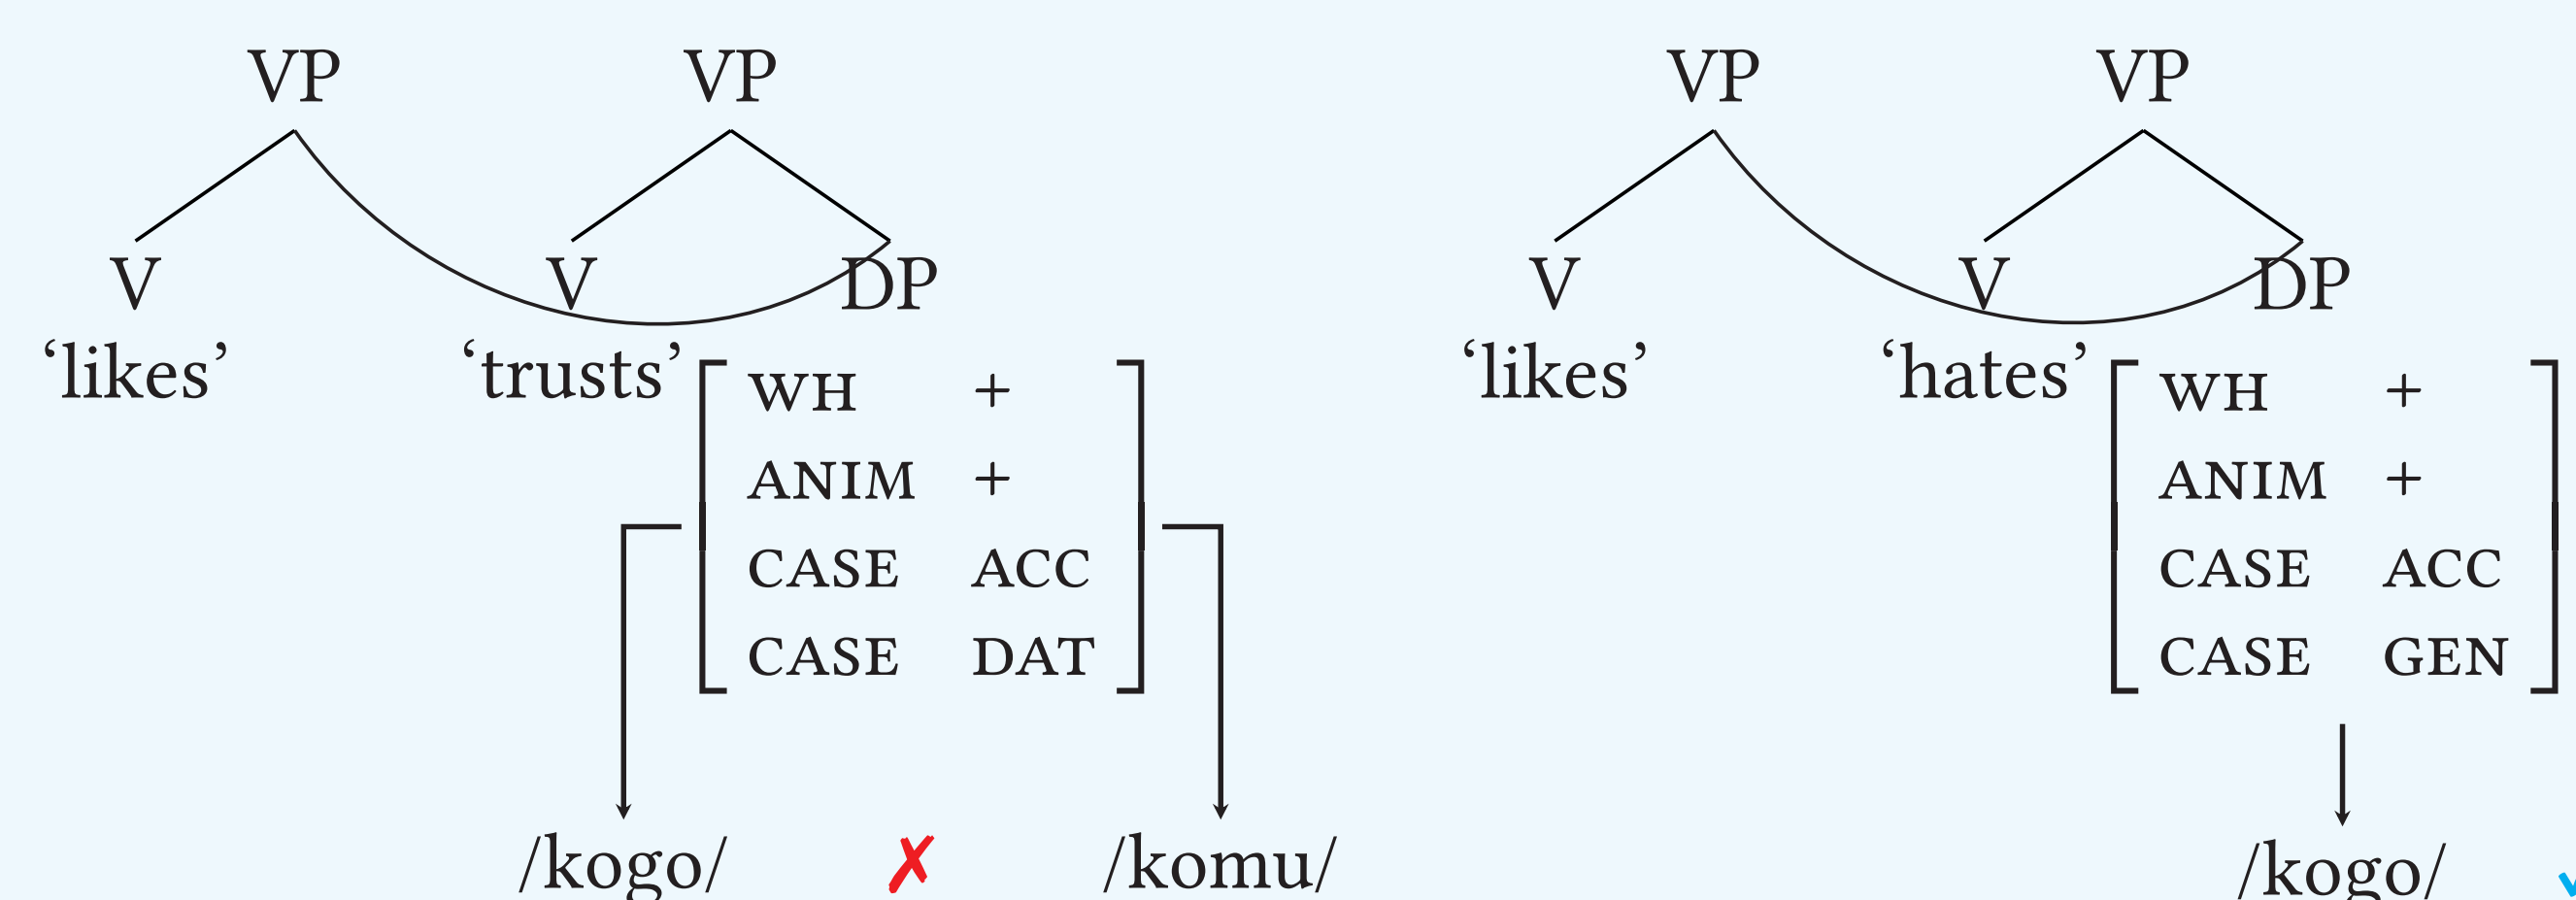 VP VP VP VP
V V DP V V DP
‘likes’ ‘trusts’ ‘likes’ ‘hates’
WH + WH +
ANIM + ANIM +
CASE ACC CASE ACC
CASE DAT CASE GEN
/kogo/ ✗ /komu/ /kogo/